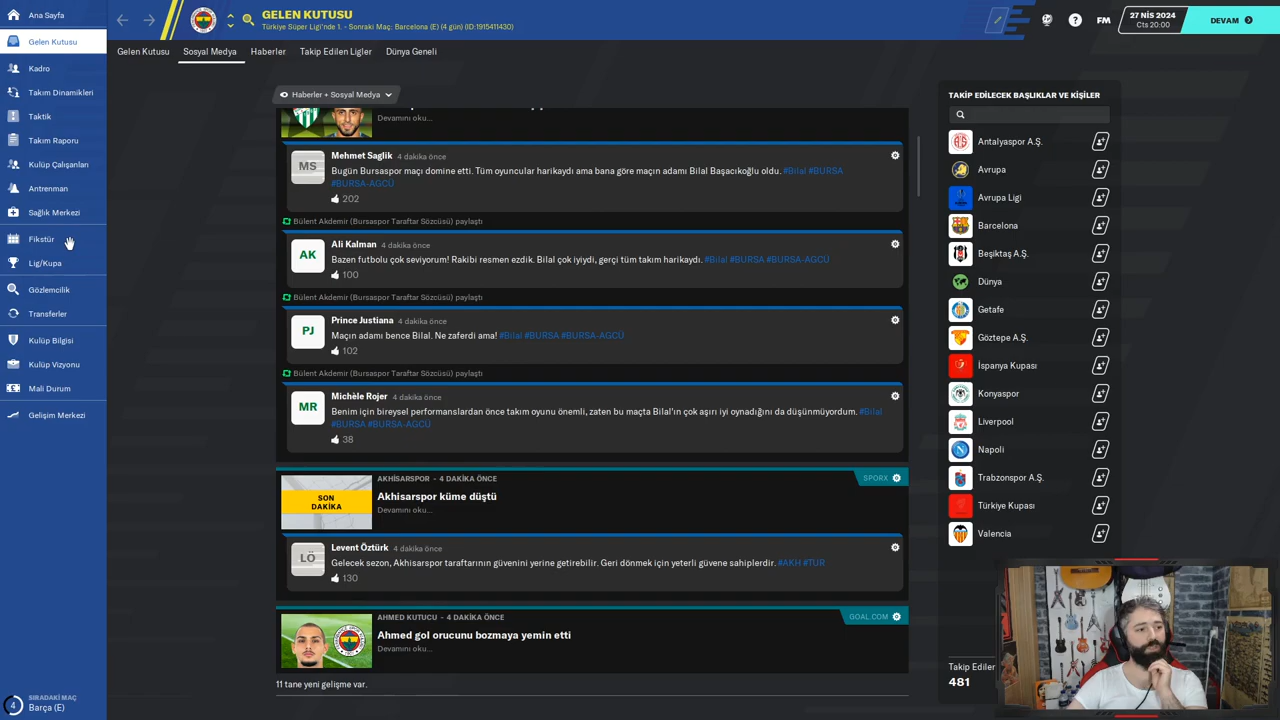 Ana Sayfa
Gelen Kutusu
Kadro
Takım Dinamikleri
Taktik
Takım Raporu
Kulüp Çalışanları
Antrenman
Sağlık Merkezi
Fikstür
Lig/Kupa
Gözlemcilik
Transferler
Kulüp Bilgisi
Kulüp Vizyonu
Mali Durum
Gelişim Merkezi
4
SIRADAKİ MAÇ
Barça (E)
GELEN KUTUSU
Türkiye Süper Ligi'nde 1. - Sonraki Maç: Barcelona (E) (4 gün) (ID:1915411430)
FM
27 NİS 2024
Cts 20:00
DEVAM
Gelen Kutusu Sosyal Medya Haberler Takip Edilen Ligler Dünya Geneli
Haberler + Sosyal Medya
Devamını oku...
MS
Mehmet Saglik 4 dakika önce
Bugün Bursaspor maçı domine etti. Tüm oyuncular harikaydı ama bana göre maçın adamı Bilal Başacıkoğlu oldu. #Bilal #BURSA
#BURSA-AGCÜ
202
Bülent Akdemir (Bursaspor Taraftar Sözcüsü) paylaştı
AK
Ali Kalman 4 dakika önce
Bazen futbolu çok seviyorum! Rakibi resmen ezdik. Bilal çok iyiydi, gerçi tüm takım harikaydı. #Bilal #BURSA #BURSA-AGCÜ
100
Bülent Akdemir (Bursaspor Taraftar Sözcüsü) paylaştı
PJ
Prince Justiana 4 dakika önce
Maçın adamı bence Bilal. Ne zaferdi ama! #Bilal #BURSA #BURSA-AGCÜ
102
Bülent Akdemir (Bursaspor Taraftar Sözcüsü) paylaştı
MR
Michèle Rojer 4 dakika önce
Benim için bireysel performanslardan önce takım oyunu önemli, zaten bu maçta Bilal'ın çok aşırı iyi oynadığını da düşünmüyordum. #Bilal
#BURSA #BURSA-AGCÜ
38
SON
DAKİKA
AKHİSARSPOR - 4 DAKİKA ÖNCE
SPORX
Akhisarspor küme düştü
Devamını oku...
LÖ
Levent Öztürk 4 dakika önce
Gelecek sezon, Akhisarspor taraftarının güvenini yerine getirebilir. Geri dönmek için yeterli güvene sahiplerdir. #AKH #TUR
130
AHMED KUTUCU - 4 DAKİKA ÖNCE
GOAL.COM
Ahmed gol orucunu bozmaya yemin etti
Devamını oku...
11 tane yeni gelişme var.
TAKİP EDİLECEK BAŞLIKLAR VE KİŞİLER
Antalyaspor A.Ş.
Avrupa
Avrupa Ligi
Barcelona
Beşiktaş A.Ş.
Dünya
Getafe
Göztepe A.Ş.
İspanya Kupası
Konyaspor
Liverpool
Napoli
Trabzonspor A.Ş.
Türkiye Kupası
Valencia
Takip Edilen
481